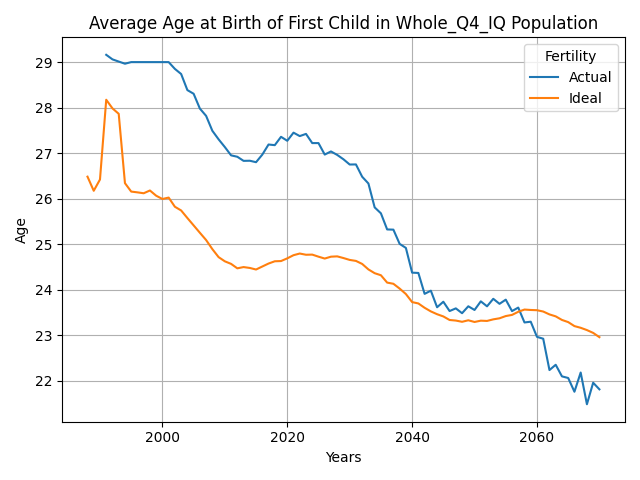 Average Age at Birth of First Child in Whole_Q4_IQ Population
Fertility
Actual
Ideal
29
28
27
26
25
24
23
22
Age
2000
2020
2040
2060
Years